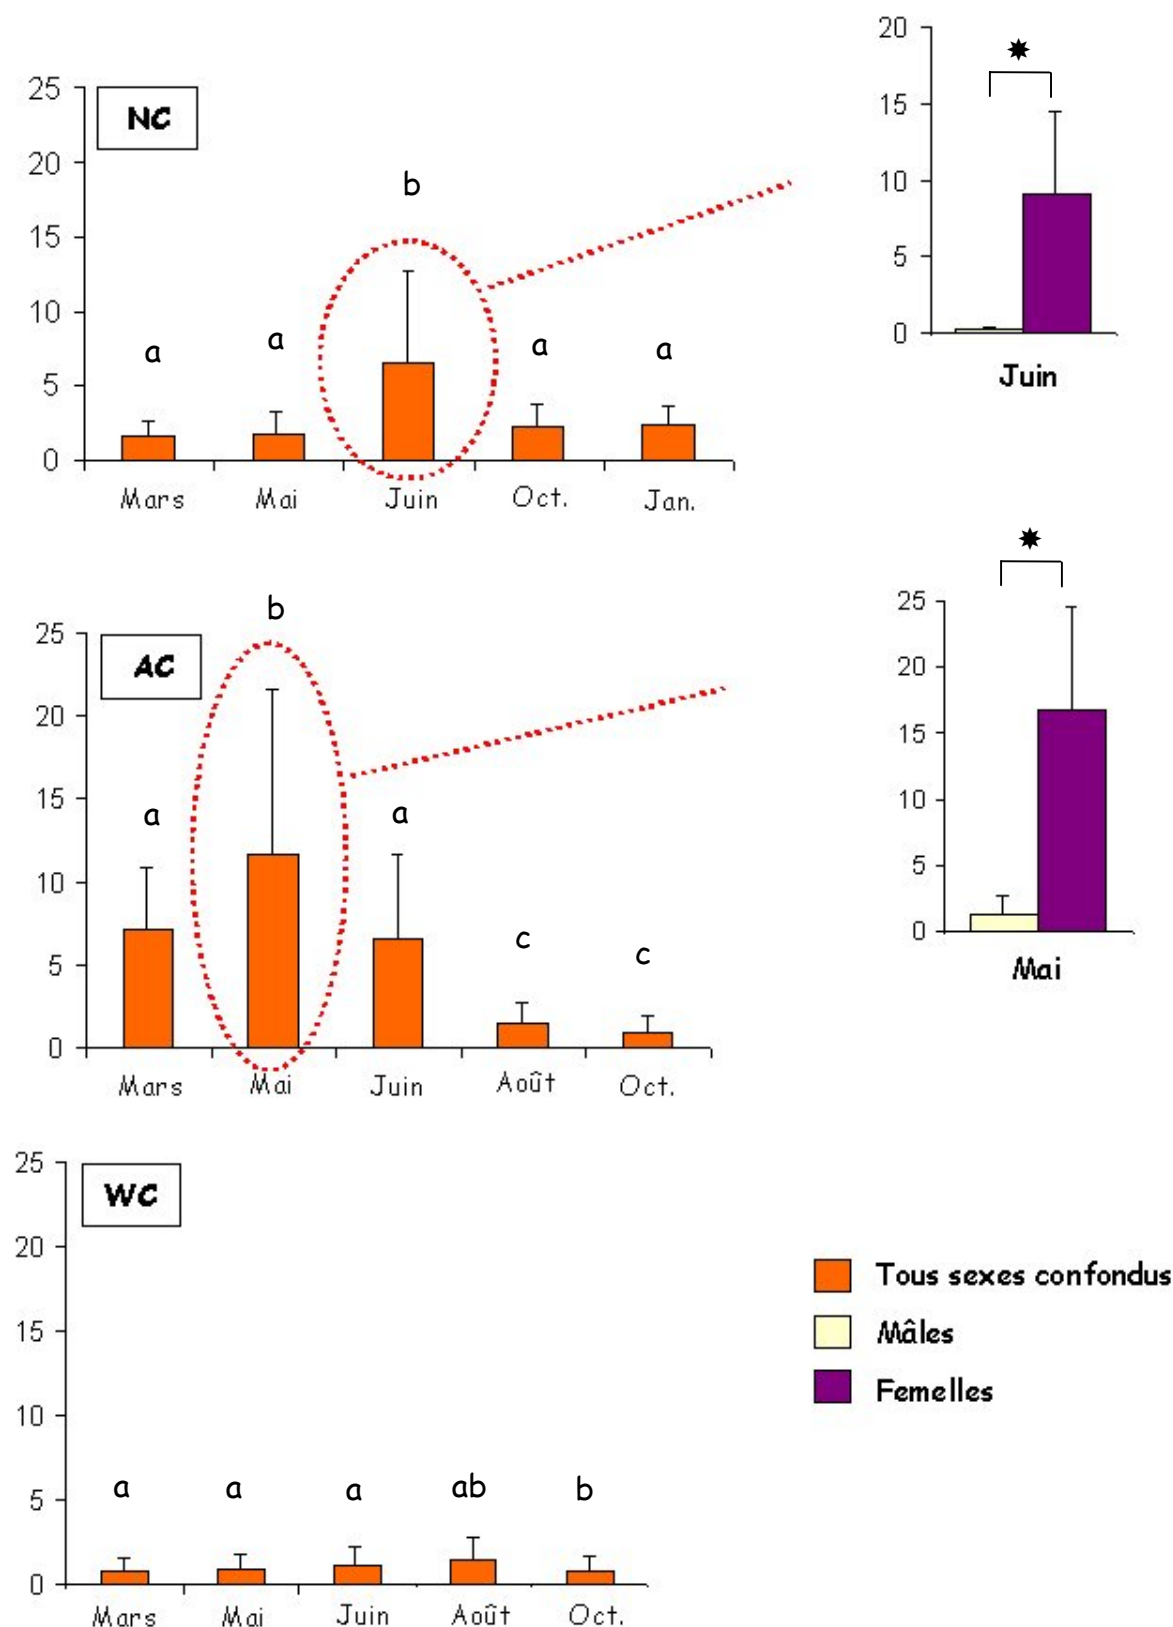 NC
25
20
15
10
5
0
a
a
b
a
a
Mars Mai Juin Oct. Jan.
20
15
10
5
0
✷
Juin
AC
25
20
15
10
5
0
a
b
a
c
c
Mars Mai Juin Août Oct.
✷
25
20
15
10
5
0
Mai
WC
25
20
15
10
5
0
a
a
a
ab
b
Mars Mai Juin Août Oct.
Tous sexes confondus
Mâles
Femelles